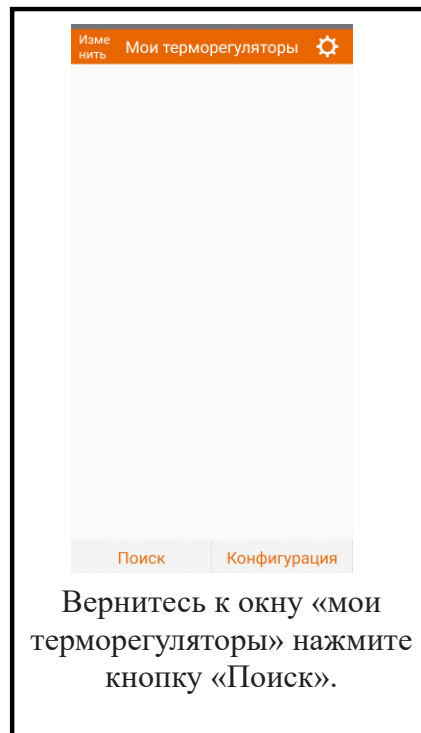 Изме
нить
Мои терморегуляторы
Поиск
Конфигурация
Вернитесь к окну «мои
терморегуляторы» нажмите
кнопку «Поиск».